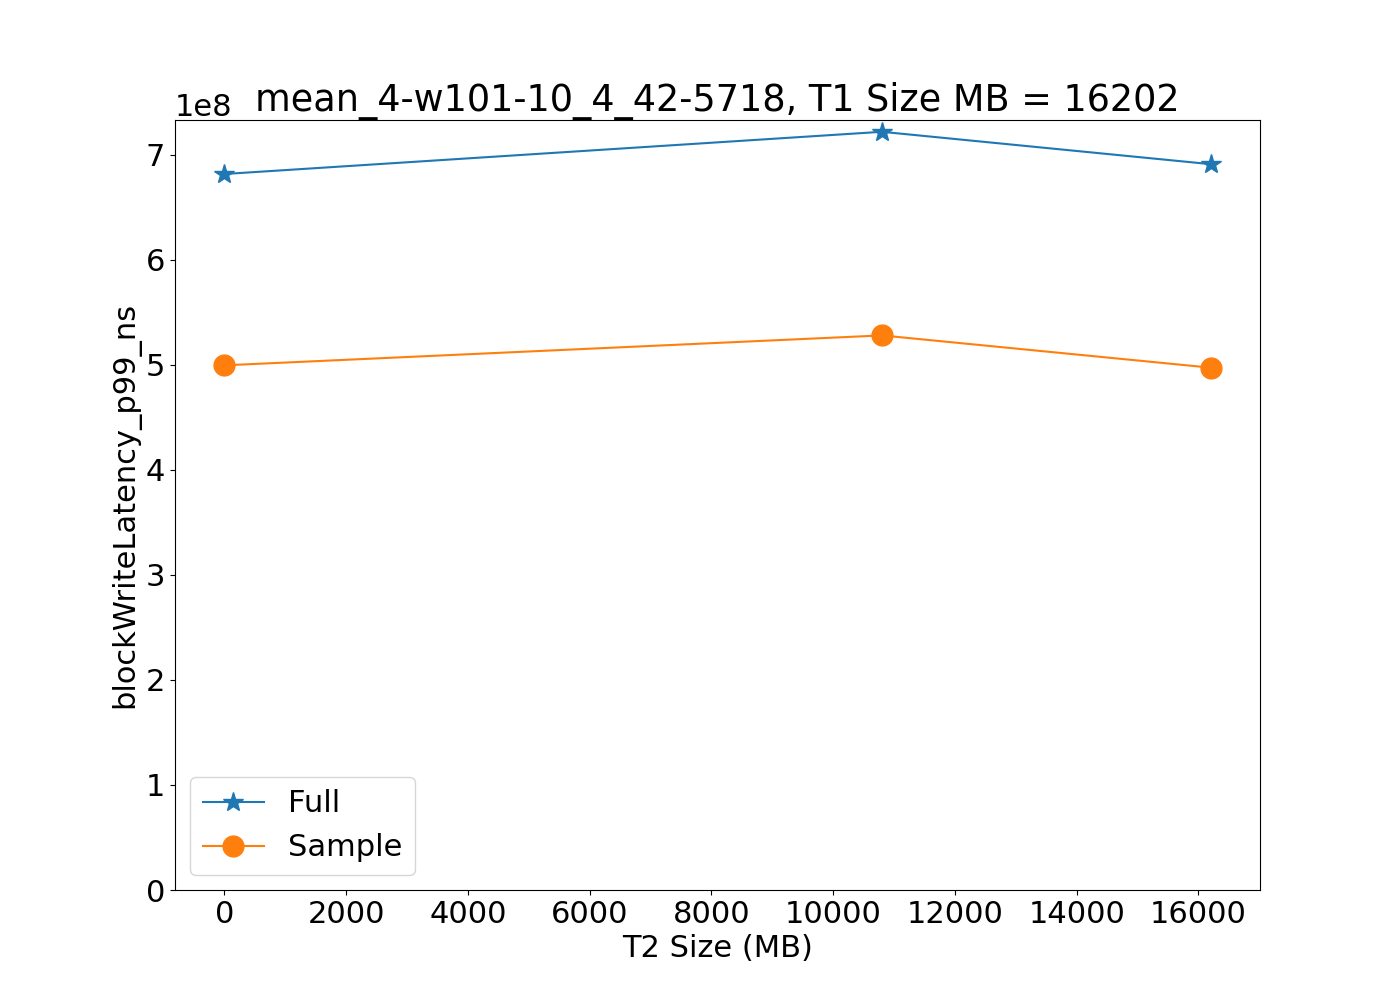 1e8
mean_4-w101-10_4_42-5718, T1 Size MB = 16202
7
6
5
4
3
2
1
0
blockWriteLatency_p99_ns
Full
Sample
0 2000 4000 6000 8000 10000 12000 14000 16000
T2 Size (MB)